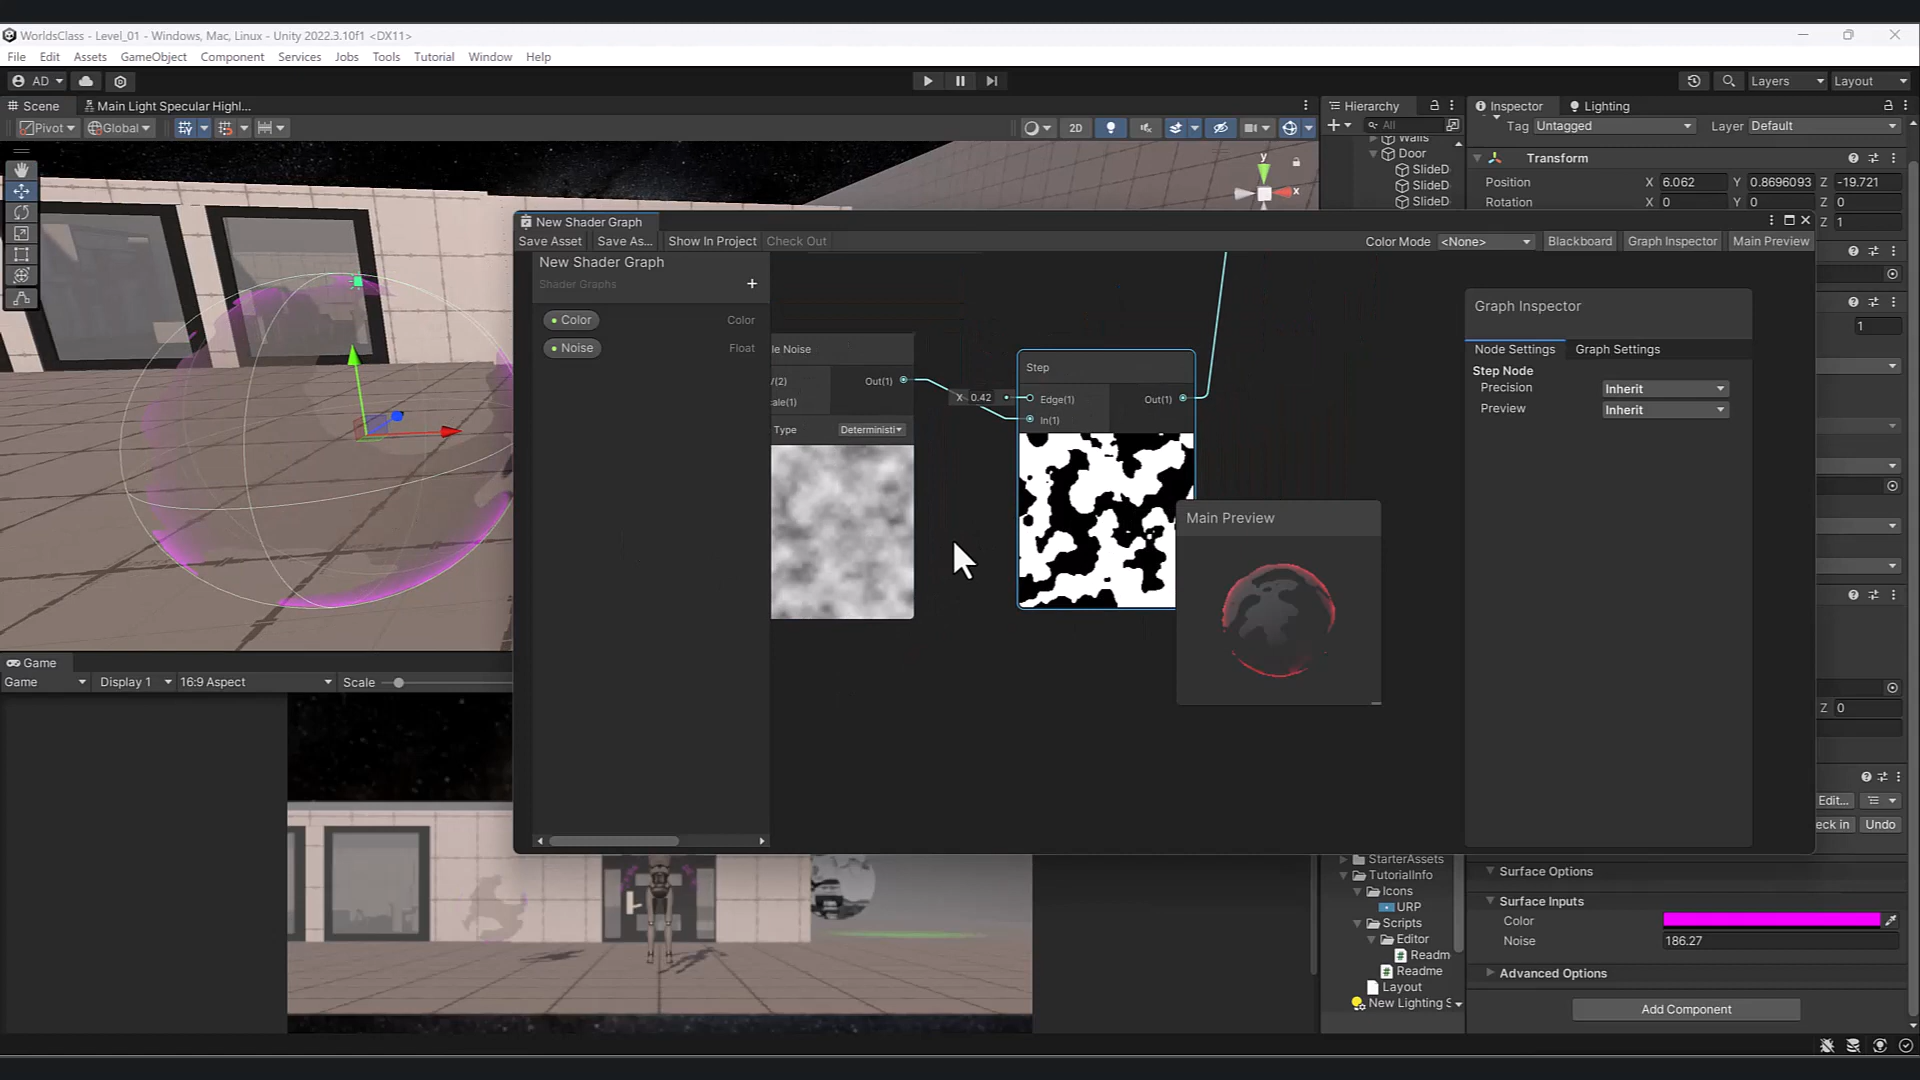 WorldsClass - Level_01 - Windows, Mac, Linux - Unity 2022.3.10f1 <DX11>
File Edit Assets GameObject Component Services Jobs Tools Tutorial Window Help
AD Layers Layout
Scene Main Light Specular Highl...
Pivot Global 2D
Hierarchy
All
Walls
Door
SlideD
SlideD
SlideD
Inspector Lighting
Tag Untagged Layer Default
Transform
Position X 6.062 Y 0.8696093 Z -19.721
Rotation X 0 Y 0 Z 0
Z 1
1
Z 0
y
x
New Shader Graph
Save Asset Save As... Show In Project Check Out
Color Mode <None> Blackboard Graph Inspector Main Preview
New Shader Graph
Shader Graphs
+
Color Color
Noise Float
le Noise
Out(1)
Type Deterministi
X 0.42
Step
Edge(1) Out(1)
In(1)
Main Preview
Graph Inspector
Node Settings Graph Settings
Step Node
Precision Inherit
Preview Inherit
Game
Game Display 1 16:9 Aspect Scale
StarterAssets
TutorialInfo
Icons
URP
Scripts
Editor
Readm
Readme
Layout
New Lighting S
Edit...
eck in Undo
Surface Options
Surface Inputs
Color
Noise 186.27
Advanced Options
Add Component